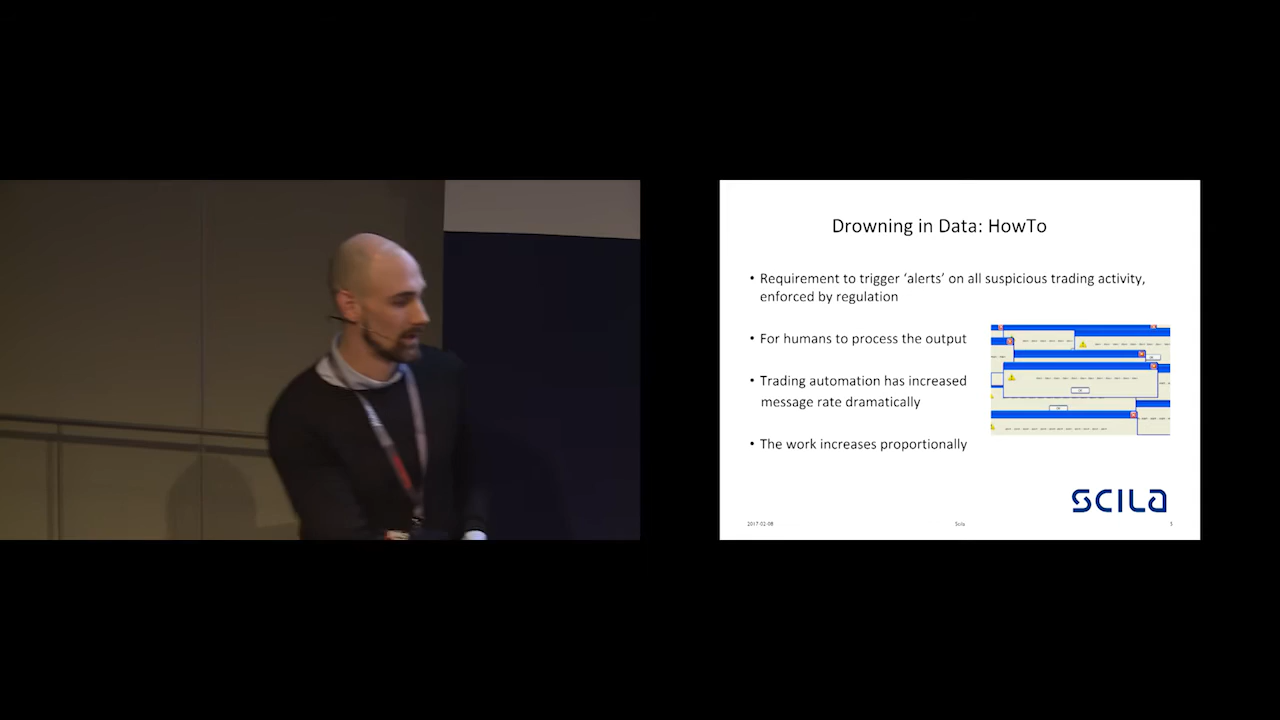 Drowning in Data: HowTo
• Requirement to trigger ‘alerts’ on all suspicious trading activity,
enforced by regulation
• For humans to process the output
• Trading automation has increased
message rate dramatically
• The work increases proportionally
SCILA
2017-02-08
Scila